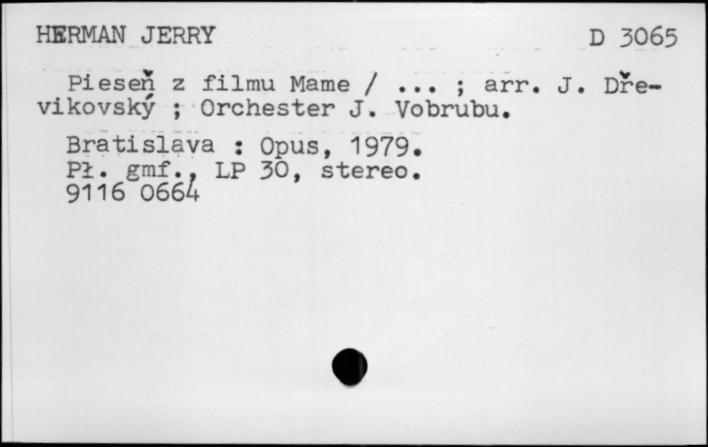 HERMAN JERRY
D 3065
Pieseň z filmu Mame / ... ; arr. J. Dře-
vikovský ; Orchester J. Vobrubu.
Bratislava : Opus, 1979.
Pł. gmf., LP 30, stereo.
9116 0664